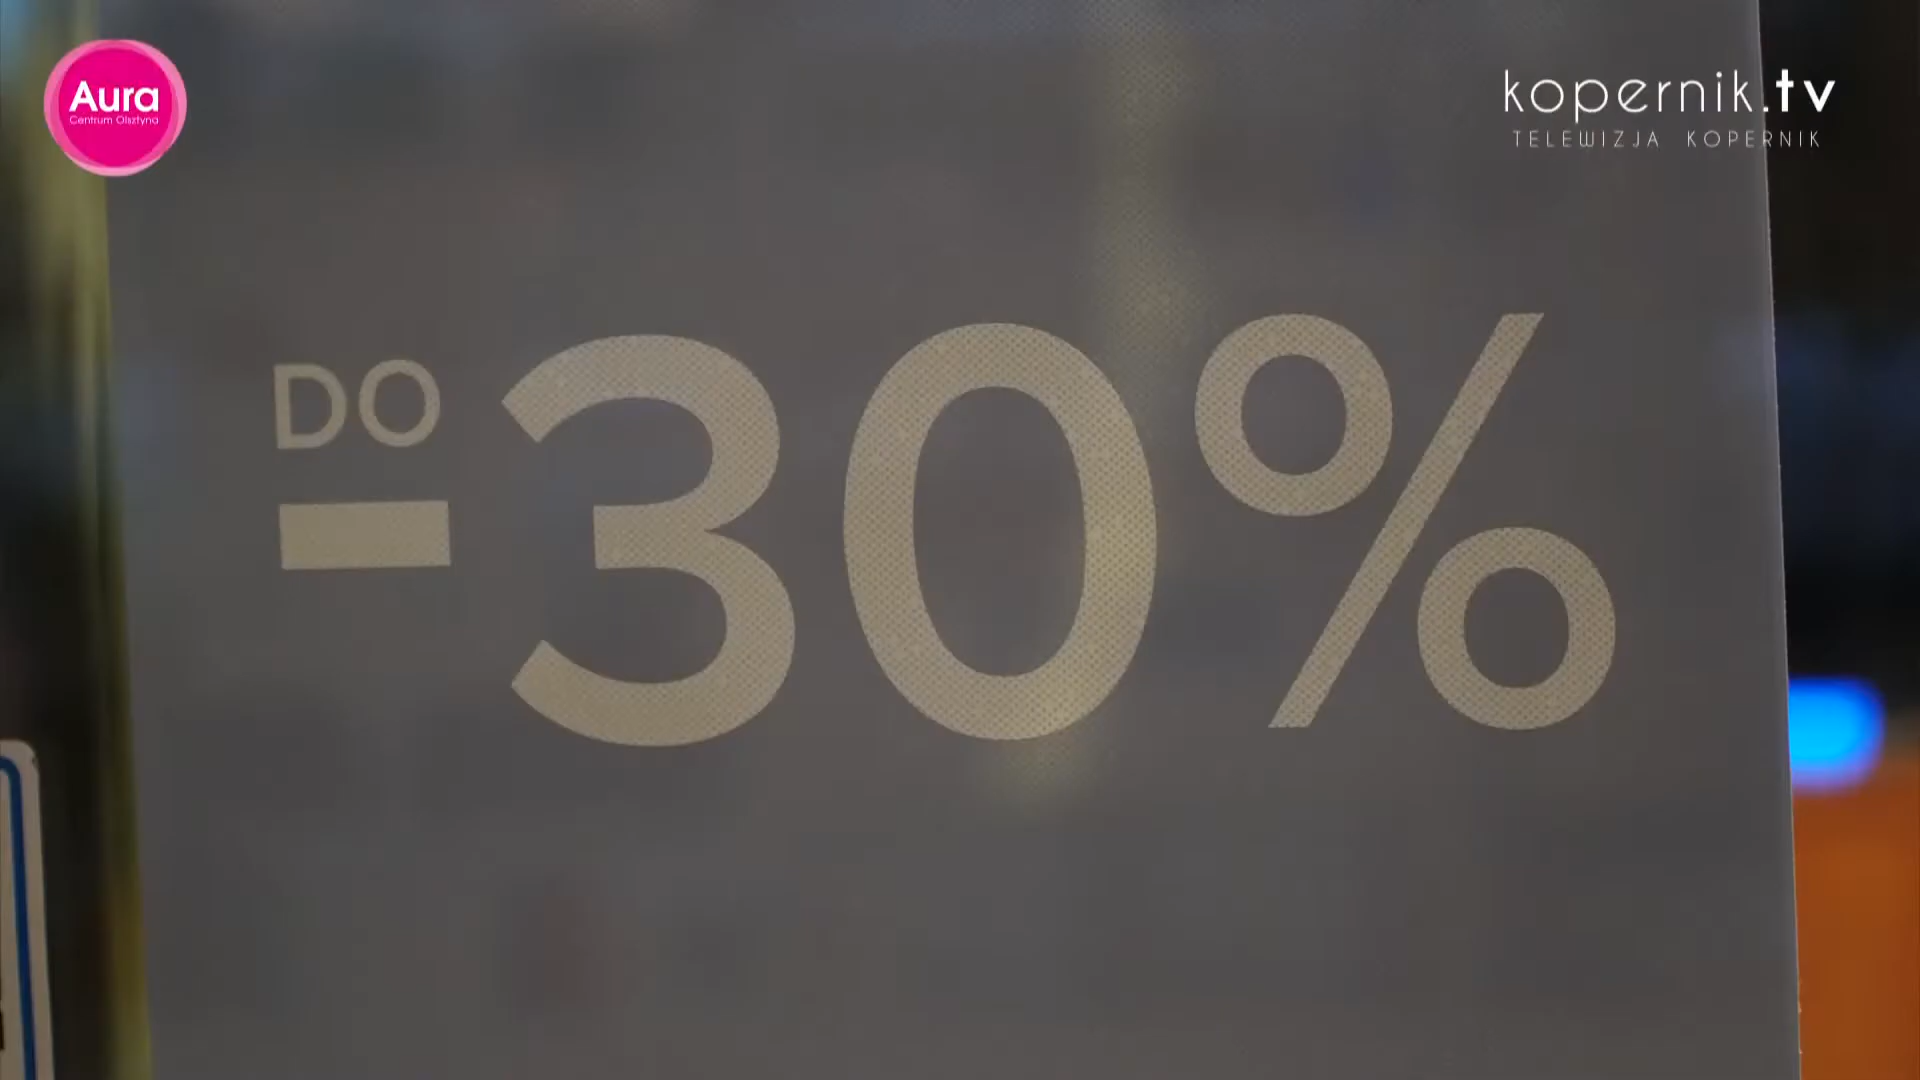 Aura
Centrum Olsztyna
kopernik.tv
TELEWIZJA KOPERNIK
DO
-30%